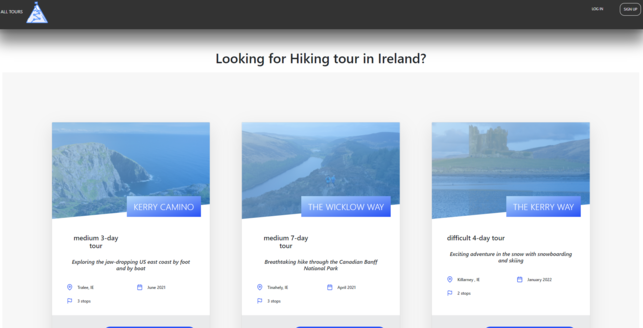 ALL TOURS
LOG IN
SIGN UP
Looking for Hiking tour in Ireland?
KERRY CAMINO
medium 3-day
tour
Exploring the jaw-dropping US east coast by foot
and by boat
Tralee, IE
June 2021
3 stops
THE WICKLOW WAY
medium 7-day
tour
Breathtaking hike through the Canadian Banff
National Park
Tinahely, IE
April 2021
3 stops
THE KERRY WAY
difficult 4-day tour
Exciting adventure in the snow with snowboarding
and skiing
Killarney , IE
January 2022
2 stops